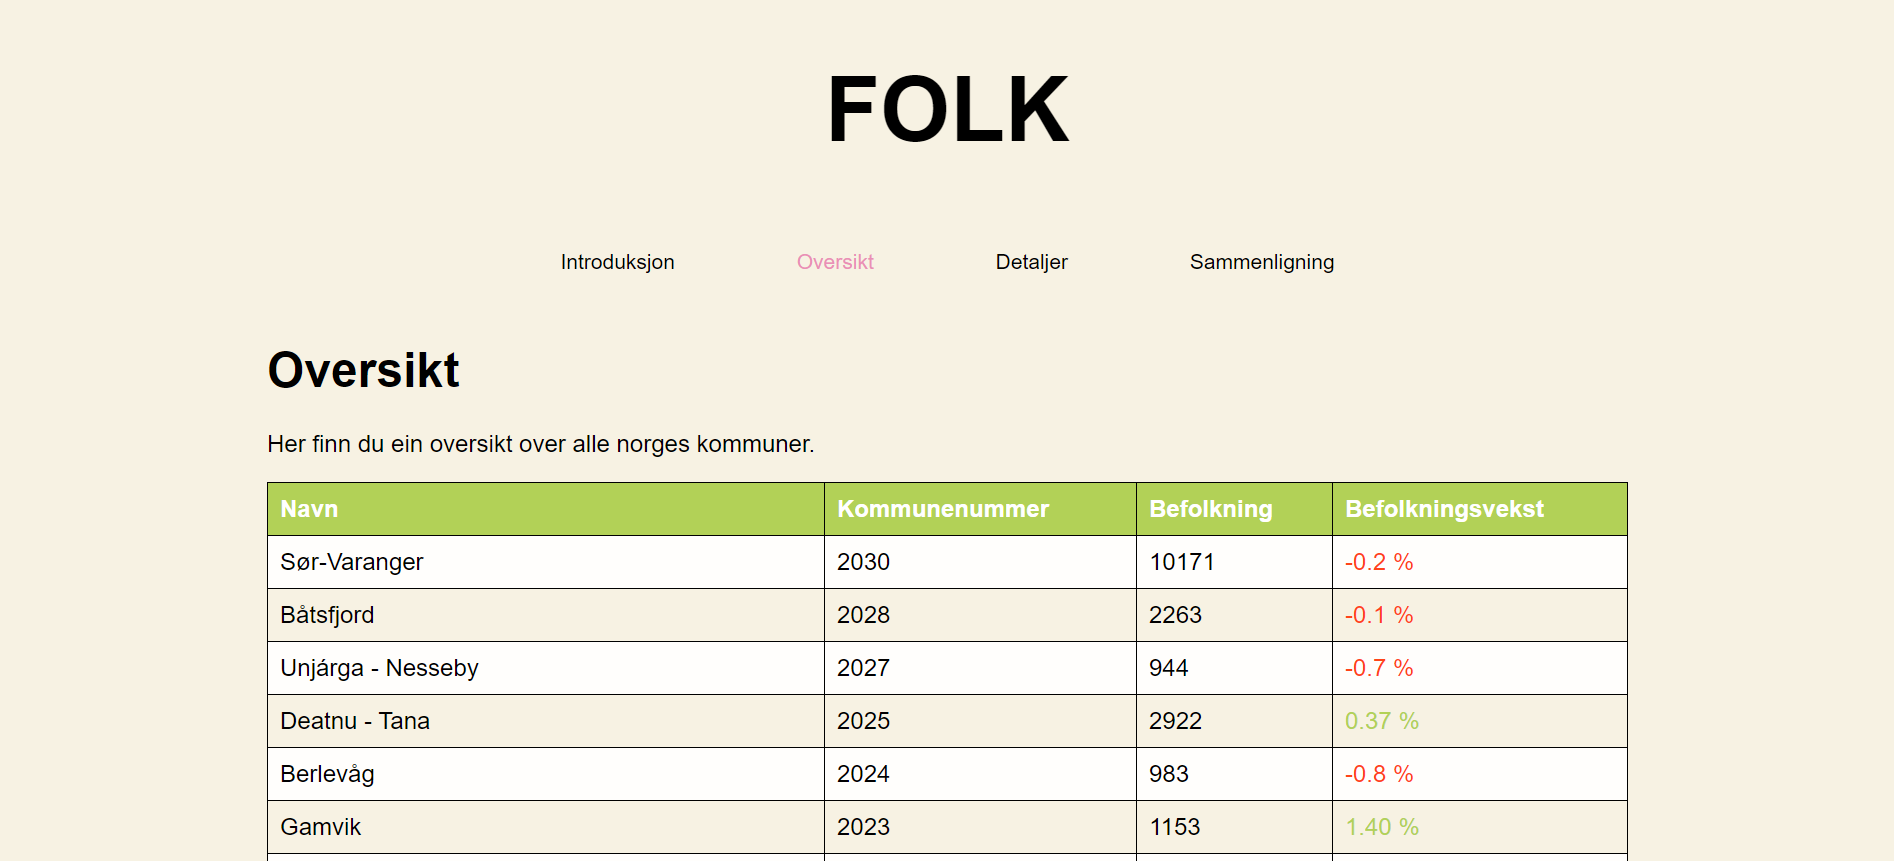 FOLK
Introduksjon Oversikt Detaljer Sammenligning
Oversikt
Her finn du ein oversikt over alle norges kommuner.
Navn Kommunenummer Befolkning Befolkningsvekst
Sør-Varanger 2030 10171 -0.2 %
Båtsfjord 2028 2263 -0.1 %
Unjárga - Nesseby 2027 944 -0.7 %
Deatnu - Tana 2025 2922 0.37 %
Berlevåg 2024 983 -0.8 %
Gamvik 2023 1153 1.40 %